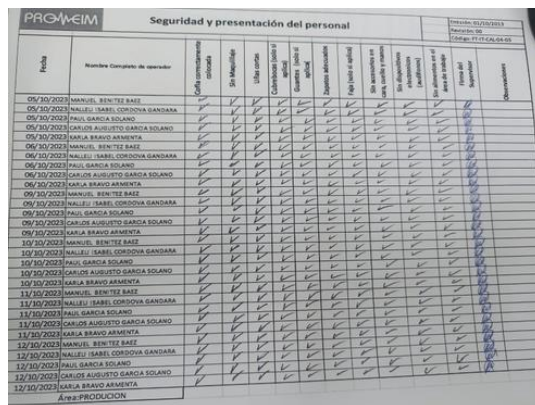 PROMEIM
Seguridad y presentación del personal
Emisión: 01/10/2013
Revisión: 00
Fecha
Nombre Completo de operador
Cofia correctamente colocada
Sin Maquillaje
Uñas cortas
Cubrebocas (solo si aplica)
Guantes (solo si aplica)
Zapatos adecuados
Faja (solo si aplica)
Sin accesorios en cara, cuello y manos
Sin dispositivos electronicos (audifonos)
Sin alimentos en el área de trabajo
Firma del Supervisor
Observaciones
05/10/2023 MANUEL BENITEZ BAEZ
05/10/2023 NALLELI ISABEL CORDOVA GANDARA
05/10/2023 PAUL GARCIA SOLANO
05/10/2023 CARLOS AUGUSTO GARCIA SOLANO
05/10/2023 KARLA BRAVO ARMENTA
06/10/2023 MANUEL BENITEZ BAEZ
06/10/2023 NALLELI ISABEL CORDOVA GANDARA
06/10/2023 PAUL GARCIA SOLANO
06/10/2023 CARLOS AUGUSTO GARCIA SOLANO
06/10/2023 KARLA BRAVO ARMENTA
09/10/2023 MANUEL BENITEZ BAEZ
09/10/2023 NALLELI ISABEL CORDOVA GANDARA
09/10/2023 PAUL GARCIA SOLANO
09/10/2023 CARLOS AUGUSTO GARCIA SOLANO
09/10/2023 KARLA BRAVO ARMENTA
10/10/2023 MANUEL BENITEZ BAEZ
10/10/2023 NALLELI ISABEL CORDOVA GANDARA
10/10/2023 PAUL GARCIA SOLANO
10/10/2023 CARLOS AUGUSTO GARCIA SOLANO
10/10/2023 KARLA BRAVO ARMENTA
11/10/2023 MANUEL BENITEZ BAEZ
11/10/2023 NALLELI ISABEL CORDOVA GANDARA
11/10/2023 PAUL GARCIA SOLANO
11/10/2023 CARLOS AUGUSTO GARCIA SOLANO
11/10/2023 KARLA BRAVO ARMENTA
12/10/2023 MANUEL BENITEZ BAEZ
12/10/2023 NALLELI ISABEL CORDOVA GANDARA
12/10/2023 PAUL GARCIA SOLANO
12/10/2023 CARLOS AUGUSTO GARCIA SOLANO
12/10/2023 KARLA BRAVO ARMENTA
Área:PRODUCION